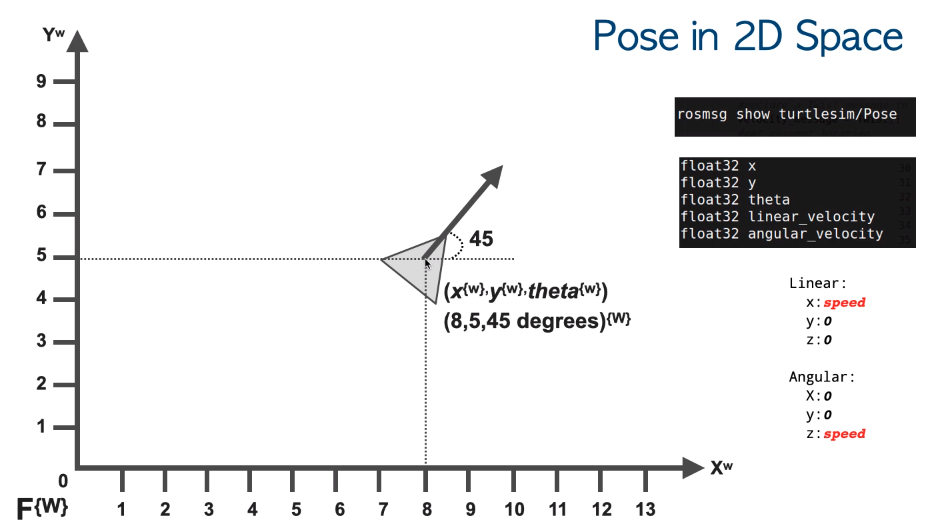 Pose in 2D Space
Yw
9
8
7
6
5
4
3
2
1
0
F{W}
1 2 3 4 5 6 7 8 9 10 11 12 13
Xw
45
(x{w},y{w},theta{w})
(8,5,45 degrees){W}
rosmsg show turtlesim/Pose
float32 x
float32 y
float32 theta
float32 linear_velocity
float32 angular_velocity
Linear:
x:speed
y:0
z:0
Angular:
X:0
y:0
z:speed